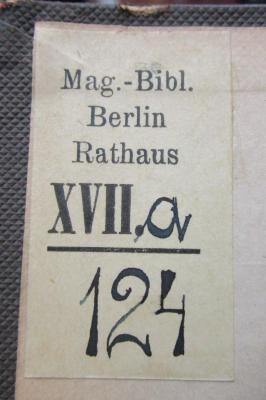 Mag.-Bibl.
Berlin
Rathaus
XVII,a
124